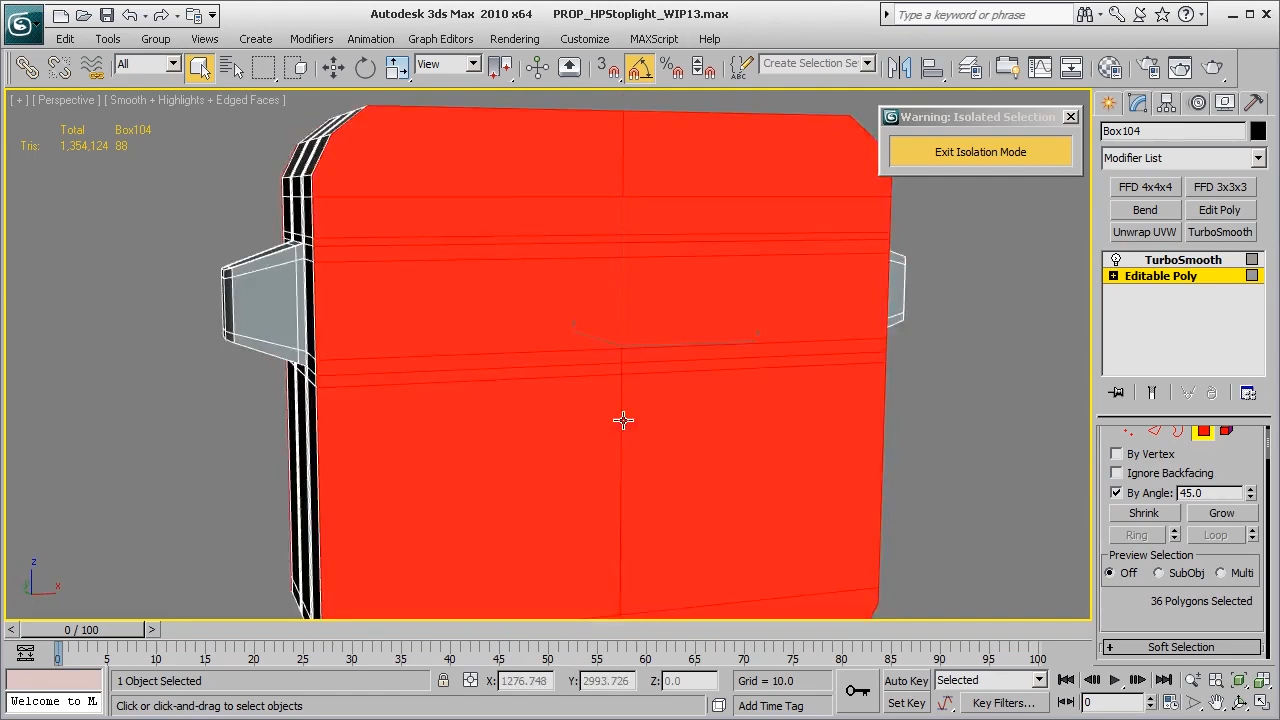 Autodesk 3ds Max 2010 x64 PROP_HPStoplight_WIP13.max
Type a keyword or phrase
Edit Tools Group Views Create Modifiers Animation Graph Editors Rendering Customize MAXScript Help
All View 3 % ABC Create Selection Se
[ + ] [ Perspective ] [ Smooth + Highlights + Edged Faces ]
Total Box104
Tris: 1,354,124 88
Warning: Isolated Selection
Exit Isolation Mode
Box104
Modifier List
FFD 4x4x4 FFD 3x3x3
Bend Edit Poly
Unwrap UVW TurboSmooth
TurboSmooth
Editable Poly
By Vertex
Ignore Backfacing
By Angle: 45.0
Shrink Grow
Ring Loop
Preview Selection
Off SubObj Multi
36 Polygons Selected
Soft Selection
z
x
0 / 100
0 5 10 15 20 25 30 35 40 45 50 55 60 65 70 75 80 85 90 95 100
1 Object Selected X: 1276.748 Y: 2993.726 Z: 0.0 Grid = 10.0 Auto Key Selected
Welcome to M Click or click-and-drag to select objects Add Time Tag Set Key Key Filters... 0